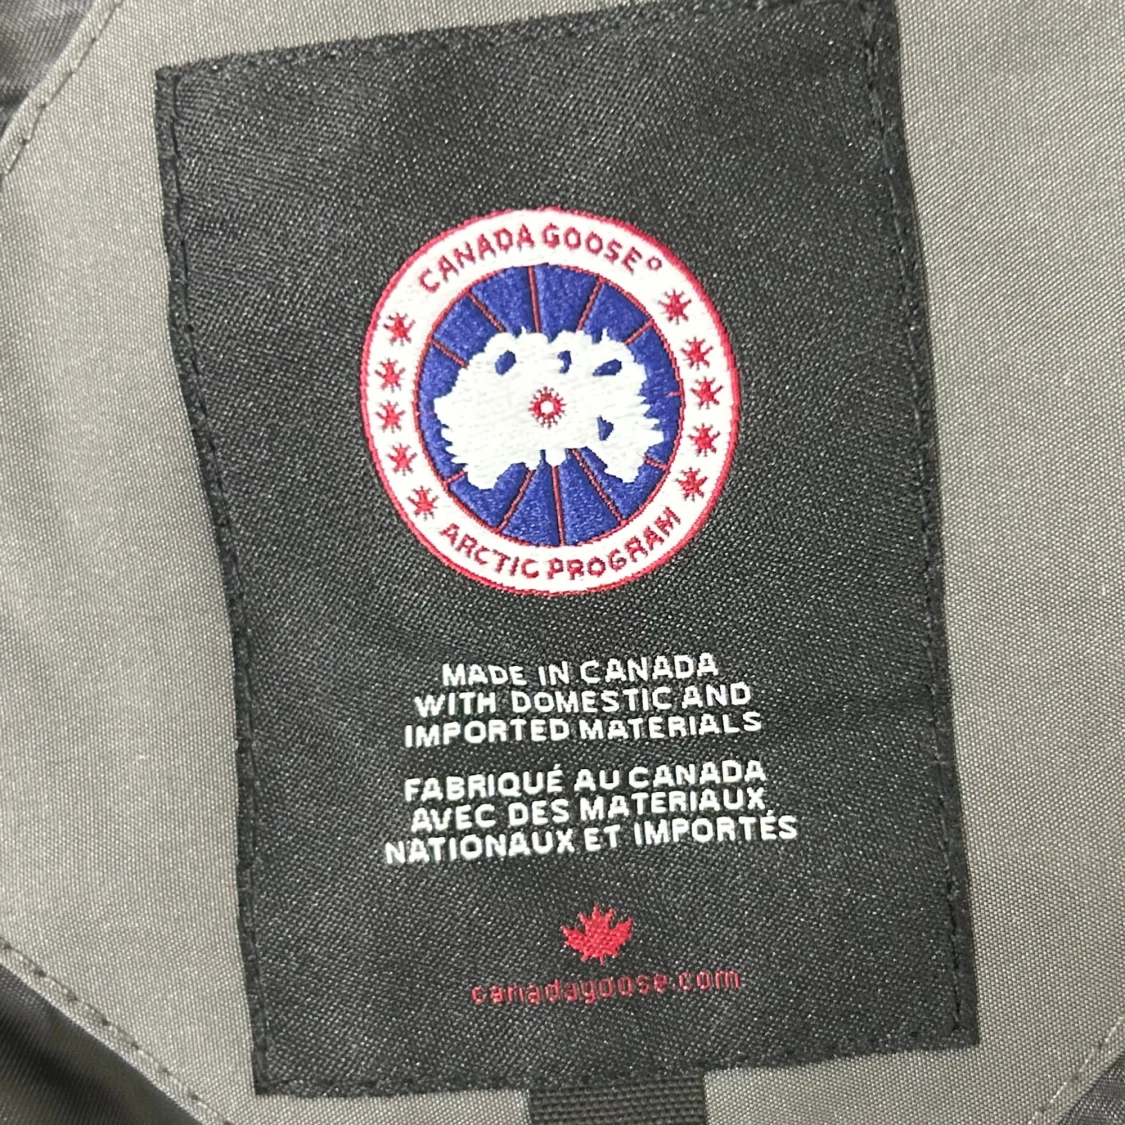 CANADA GOOSE®
ARCTIC PROGRAM
MADE IN CANADA
WITH DOMESTIC AND
IMPORTED MATERIALS
FABRIQUÉ AU CANADA
AVEC DES MATERIAUX
NATIONAUX ET IMPORTÉS
canadagoose.com